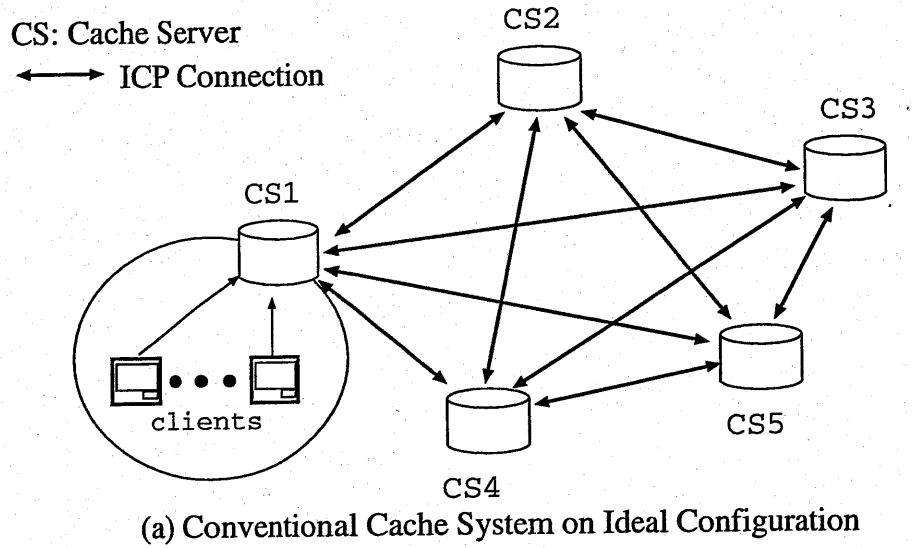 CS: Cache Server
ICP Connection
CS2
CS3
CS1
clients
CS5
CS4
(a) Conventional Cache System on Ideal Configuration